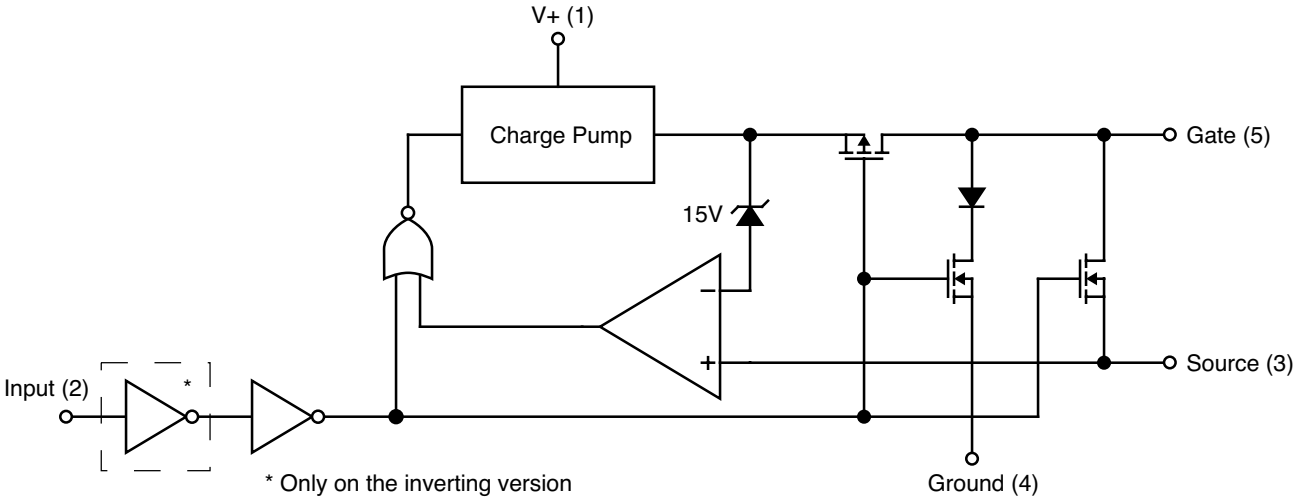 V+ (1)
Charge Pump
Gate (5)
15V
−
+
Source (3)
Input (2)
*
Ground (4)
* Only on the inverting version